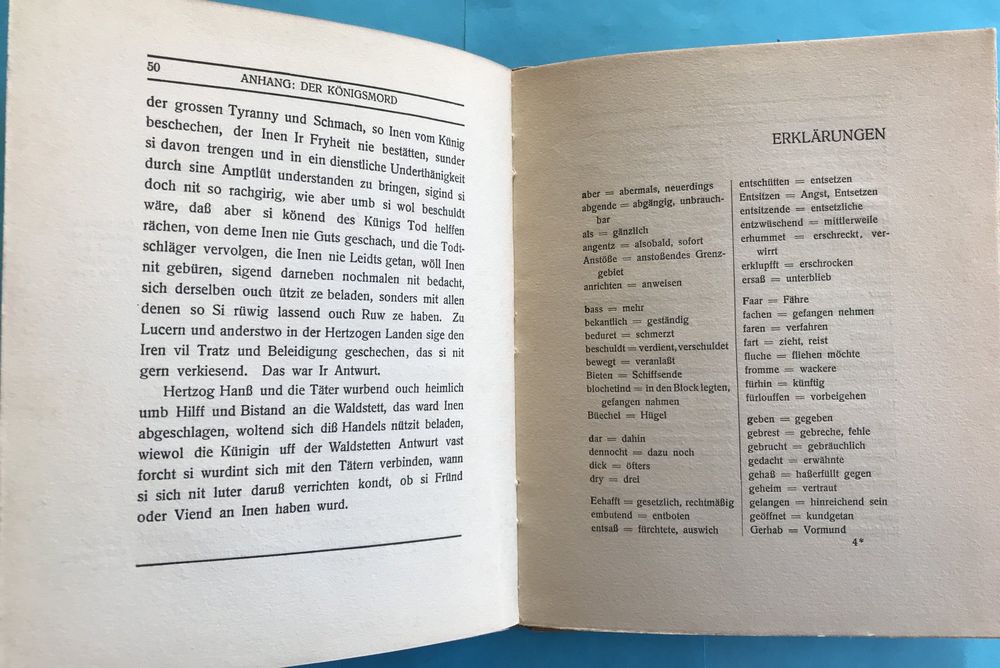 50
ANHANG: DER KÖNIGSMORD
der grossen Tyranny und Schmach, so Inen vom Künig
beschechen, der Inen Ir Fryheit nie bestätten, sunder
si davon trengen und in ein dienstliche Underthänigkeit
durch sine Amptlüt understanden zu bringen, sigind si
doch nit so rachgirig, wie aber umb si wol beschuldt
wäre, daß aber si könend des Künigs Tod helffen
rächen, von deme Inen nie Guts geschach, und die Todt-
schläger vervolgen, die Inen nie Leidts getan, wöll Inen
nit gebüren, sigend darneben nochmalen nit bedacht,
sich derselben ouch ützit ze beladen, sonders mit allen
denen so Si rüwig lassend ouch Ruw ze haben. Zu
Lucern und anderstwo in der Hertzogen Landen sige den
Iren vil Tratz und Beleidigung geschechen, das si nit
gern verkiesend. Das war Ir Antwurt.
Hertzog Hanß und die Täter wurbend ouch heimlich
umb Hilff und Bistand an die Waldstett, das ward Inen
abgeschlagen, woltend sich diß Handels nützit beladen,
wiewol die Künigin uff der Waldstetten Antwurt vast
forcht si wurdint sich mit den Tätern verbinden, wann
si sich nit luter daruß verrichten kondt, ob si Fründ
oder Viend an Inen haben wurd.
ERKLÄRUNGEN
aber = abermals, neuerdings
abgende = abgängig, unbrauch-
bar
als = gänzlich
angentz = alsobald, sofort
Anstöße = anstoßendes Grenz-
gebiet
anrichten = anweisen
bass = mehr
bekantlich = geständig
beduret = schmerzt
beschuldt = verdient, verschuldet
bewegt = veranlaßt
Bieten = Schiffsende
blochetind = in den Block legten,
gefangen nahmen
Büechel = Hügel
dar = dahin
dennocht = dazu noch
dick = öfters
dry = drei
Eehafft = gesetzlich, rechtmäßig
embutend = entboten
entsaß = fürchtete, auswich
entschütten = entsetzen
Entsitzen = Angst, Entsetzen
entsitzende = entsetzliche
entzwüschend = mittlerweile
erhummet = erschreckt, ver-
wirrt
erklupfft = erschrocken
ersaß = unterblieb
Faar = Fähre
fachen = gefangen nehmen
faren = verfahren
fart = zieht, reist
fluche = fliehen möchte
fromme = wackere
fürhin = künftig
fürlouffen = vorbeigehen
geben = gegeben
gebrest = gebreche, fehle
gebrucht = gebräuchlich
gedacht = erwähnte
gehaß = haßerfüllt gegen
geheim = vertraut
gelangen = hinreichend sein
geöffnet = kundgetan
Gerhab = Vormund
4*